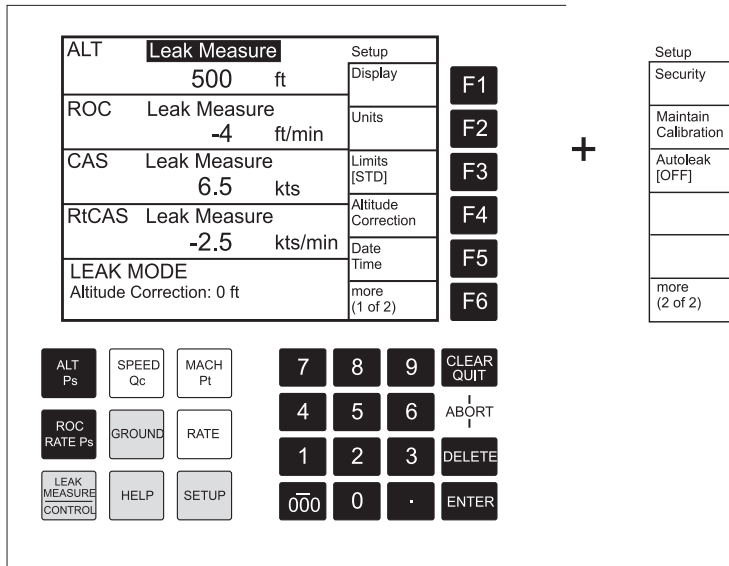 ALT Leak Measure
500 ft
ROC Leak Measure
-4 ft/min
CAS Leak Measure
6.5 kts
RtCAS Leak Measure
-2.5 kts/min
LEAK MODE
Altitude Correction: 0 ft
Setup
Display
Units
Limits
[STD]
Altitude
Correction
Date
Time
more
(1 of 2)
F1
F2
F3
F4
F5
F6
+
Setup
Security
Maintain
Calibration
Autoleak
[OFF]
more
(2 of 2)
ALT
Ps
SPEED
Qc
MACH
Pt
ROC
RATE Ps
GROUND
RATE
LEAK
MEASURE
CONTROL
HELP
SETUP
7 8 9 CLEAR
QUIT
4 5 6 ABORT
1 2 3 DELETE
000 0 . ENTER